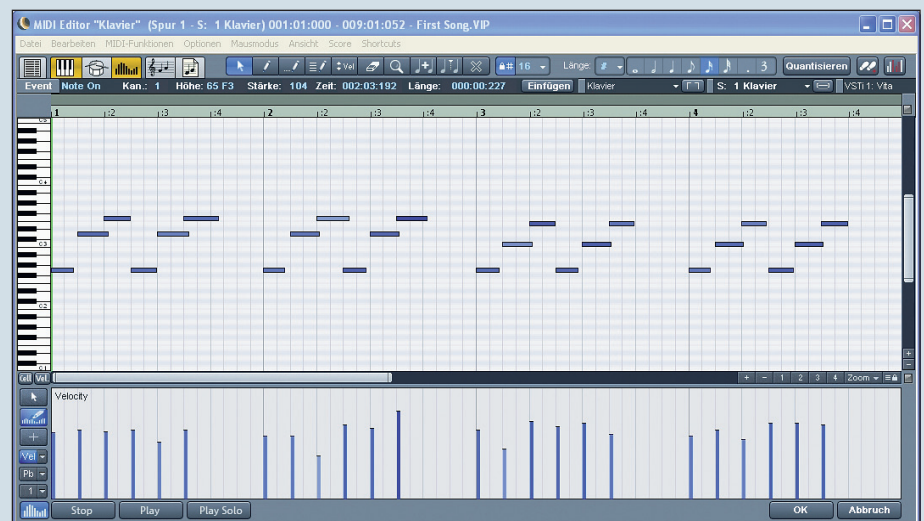 MIDI Editor "Klavier" (Spur 1 - S: 1 Klavier) 001:01:000 - 009:01:052 - First Song.VIP
Datei Bearbeiten MIDI-Funktionen Optionen Mausmodus Ansicht Score Shortcuts
:Vel 16 Länge: . 3 Quantisieren
Event Note On Kan.: 1 Höhe: 65 F3 Stärke: 104 Zeit: 002:03:192 Länge: 000:00:227 Einfügen Klavier S: 1 Klavier VSTi 1: Vita
1 :2 :3 :4 2 :2 :3 :4 3 :2 :3 :4 4 :2 :3 :4
C5
C4
C3
C2
C1
Cell Vel + - 1 2 3 4 Zoom
Velocity
Vel
Pb
1
Stop Play Play Solo OK Abbruch